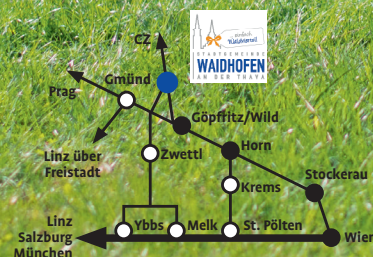 einfach
Waldviertel
STADTGEMEINDE
WAIDHOFEN
AN DER THAYA
CZ
Prag
Gmünd
Göpfritz/Wild
Linz über
Freistadt
Zwettl
Horn
Krems
Stockerau
Linz
Salzburg
München
Ybbs
Melk
St. Pölten
Wien